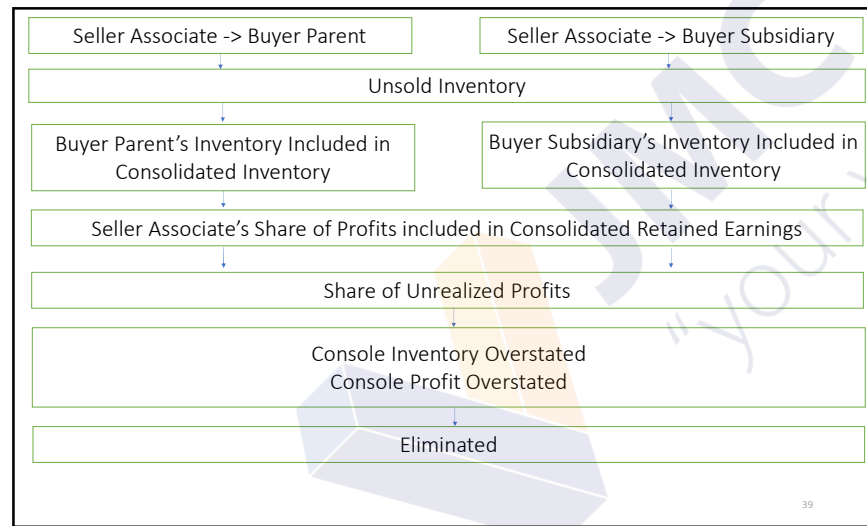 Seller Associate -> Buyer Parent
Seller Associate -> Buyer Subsidiary
Unsold Inventory
Buyer Parent's Inventory Included in
Consolidated Inventory
Buyer Subsidiary's Inventory Included in
Consolidated Inventory
Seller Associate's Share of Profits included in Consolidated Retained Earnings
Share of Unrealized Profits
Console Inventory Overstated
Console Profit Overstated
Eliminated
39
JMC
"your